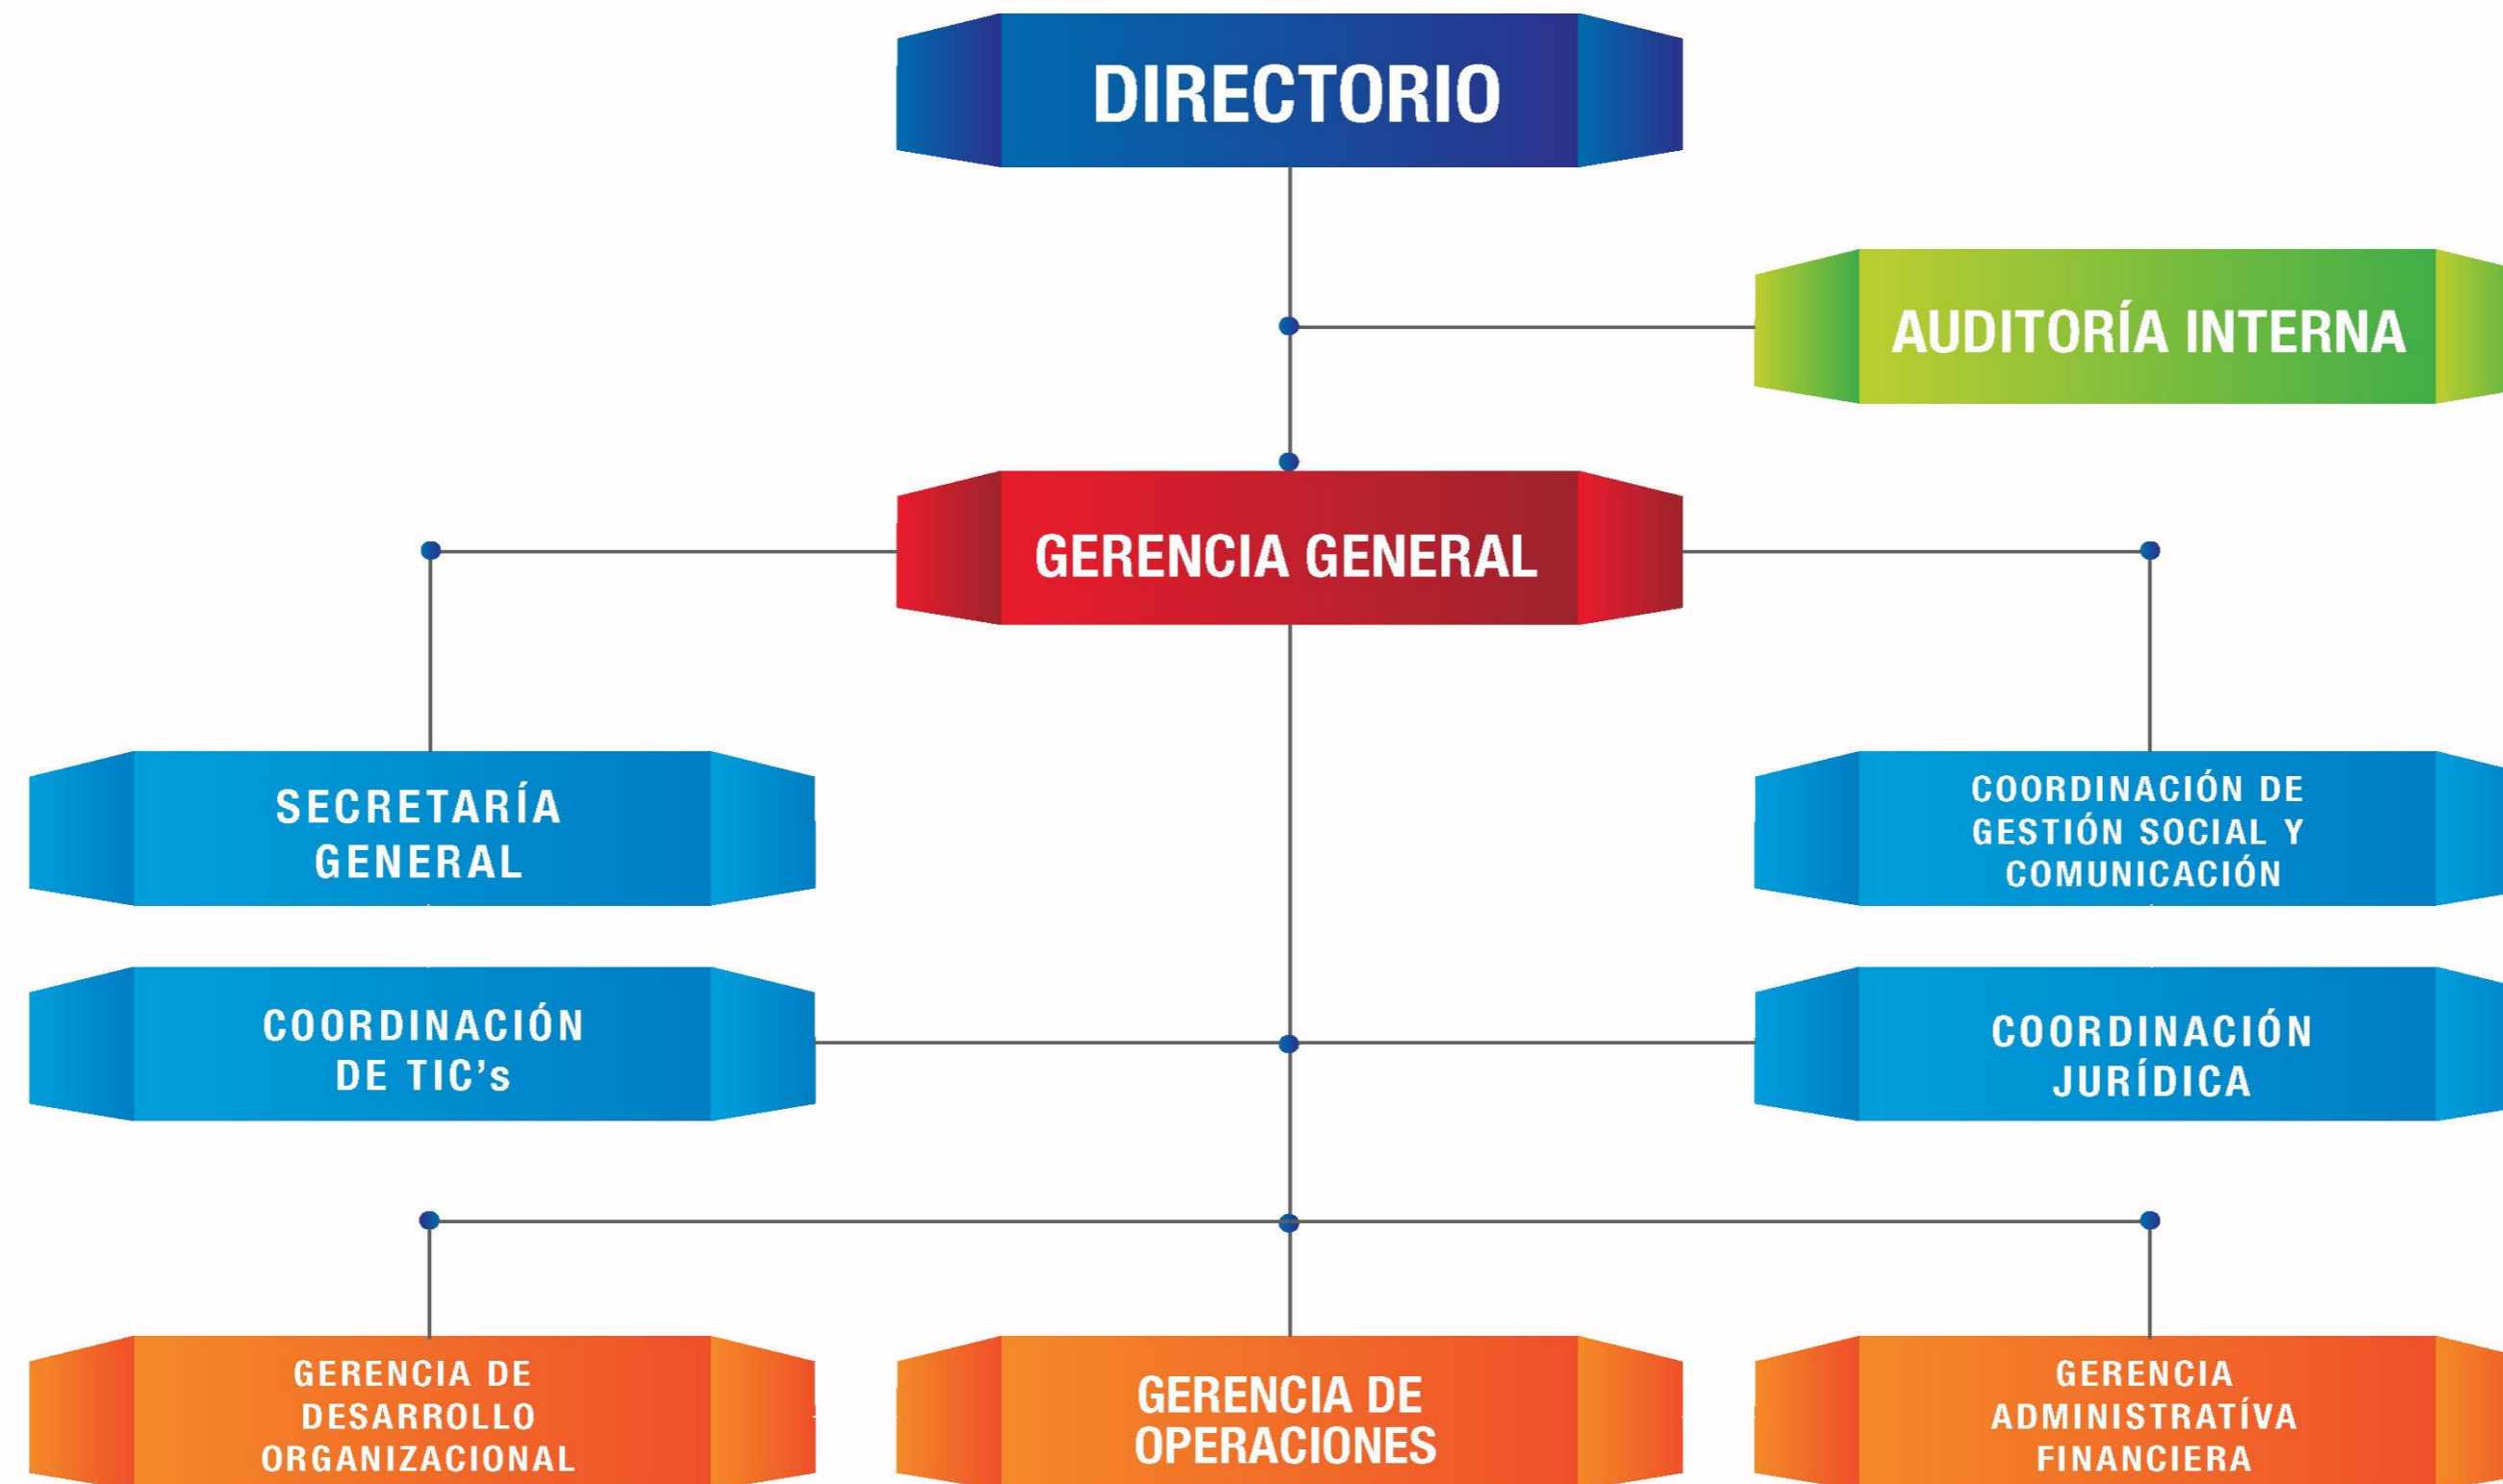 DIRECTORIO
AUDITORÍA INTERNA
GERENCIA GENERAL
SECRETARÍA
GENERAL
COORDINACIÓN DE
GESTIÓN SOCIAL Y
COMUNICACIÓN
COORDINACIÓN
DE TIC’s
COORDINACIÓN
JURÍDICA
GERENCIA DE
DESARROLLO
ORGANIZACIONAL
GERENCIA DE
OPERACIONES
GERENCIA
ADMINISTRATÍVA
FINANCIERA